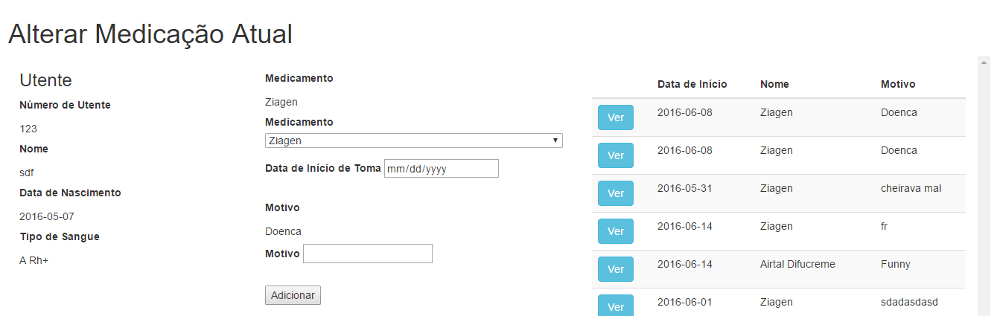 Alterar Medicação Atual
Utente
Número de Utente
123
Nome
sdf
Data de Nascimento
2016-05-07
Tipo de Sangue
A Rh+
Medicamento
Ziagen
Medicamento
Ziagen
Data de Início de Toma mm/dd/yyyy
Motivo
Doenca
Motivo
Adicionar
Data de Início Nome Motivo
Ver 2016-06-08 Ziagen Doenca
Ver 2016-06-08 Ziagen Doenca
Ver 2016-05-31 Ziagen cheirava mal
Ver 2016-06-14 Ziagen fr
Ver 2016-06-14 Airtal Difucreme Funny
Ver 2016-06-01 Ziagen sdadasdasd